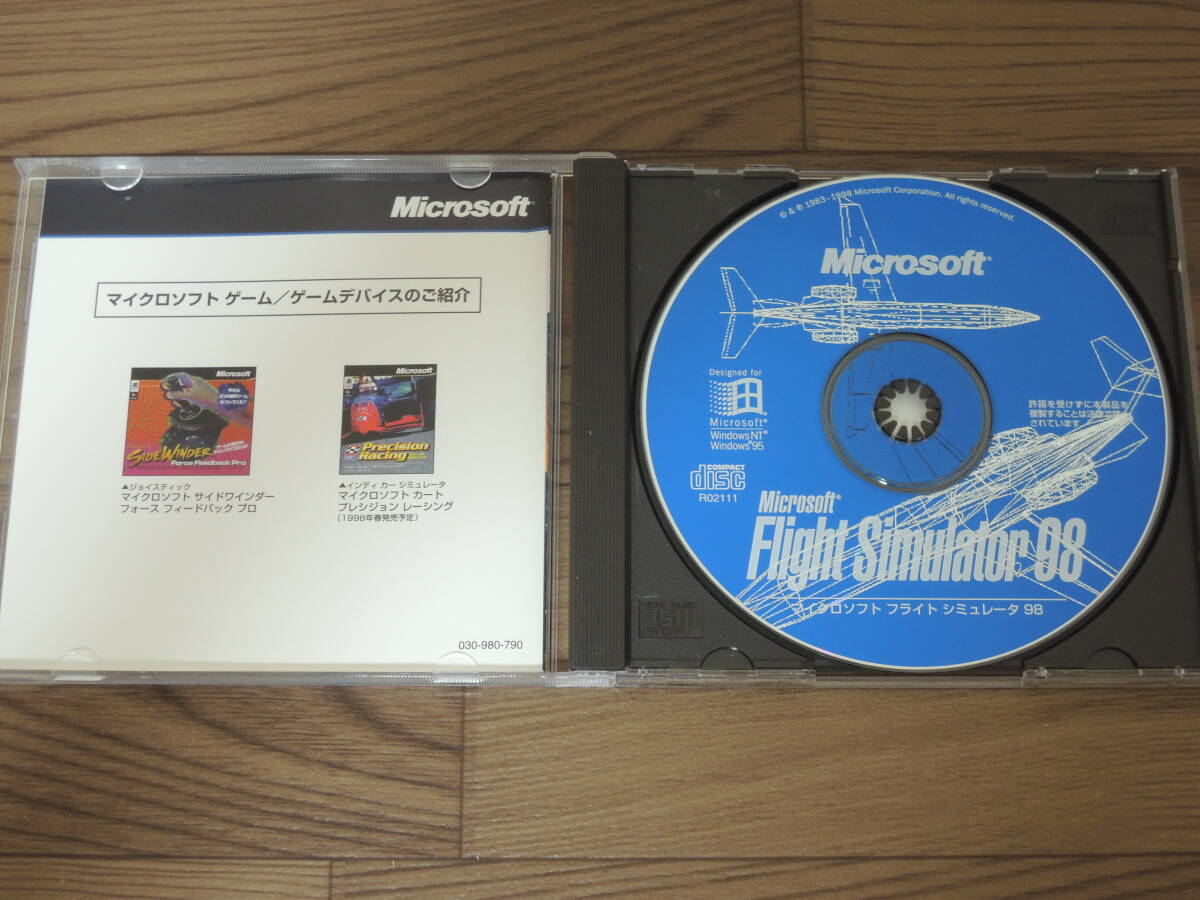 Microsoft
マイクロソフト ゲーム/ゲームデバイスのご紹介
Microsoft
SIDEWINDER
Force Feedback Pro
▲ジョイスティック
マイクロソフト サイドワインダー
フォース フィードバック プロ
Microsoft
Precision
Racing
▲インディ カー シミュレータ
マイクロソフト カート
プレシジョン レーシング
(1998年春発売予定)
030-980-790
© & ℗ 1983-1998 Microsoft Corporation. All rights reserved.
Microsoft
Designed for
Microsoft
Windows NT
Windows 95
COMPACT
disc
R02111
許諾を受けずに本製品を
複製することは法律で禁
されています。
Microsoft
Flight Simulator 98
マイクロソフト フライト シミュレータ 98